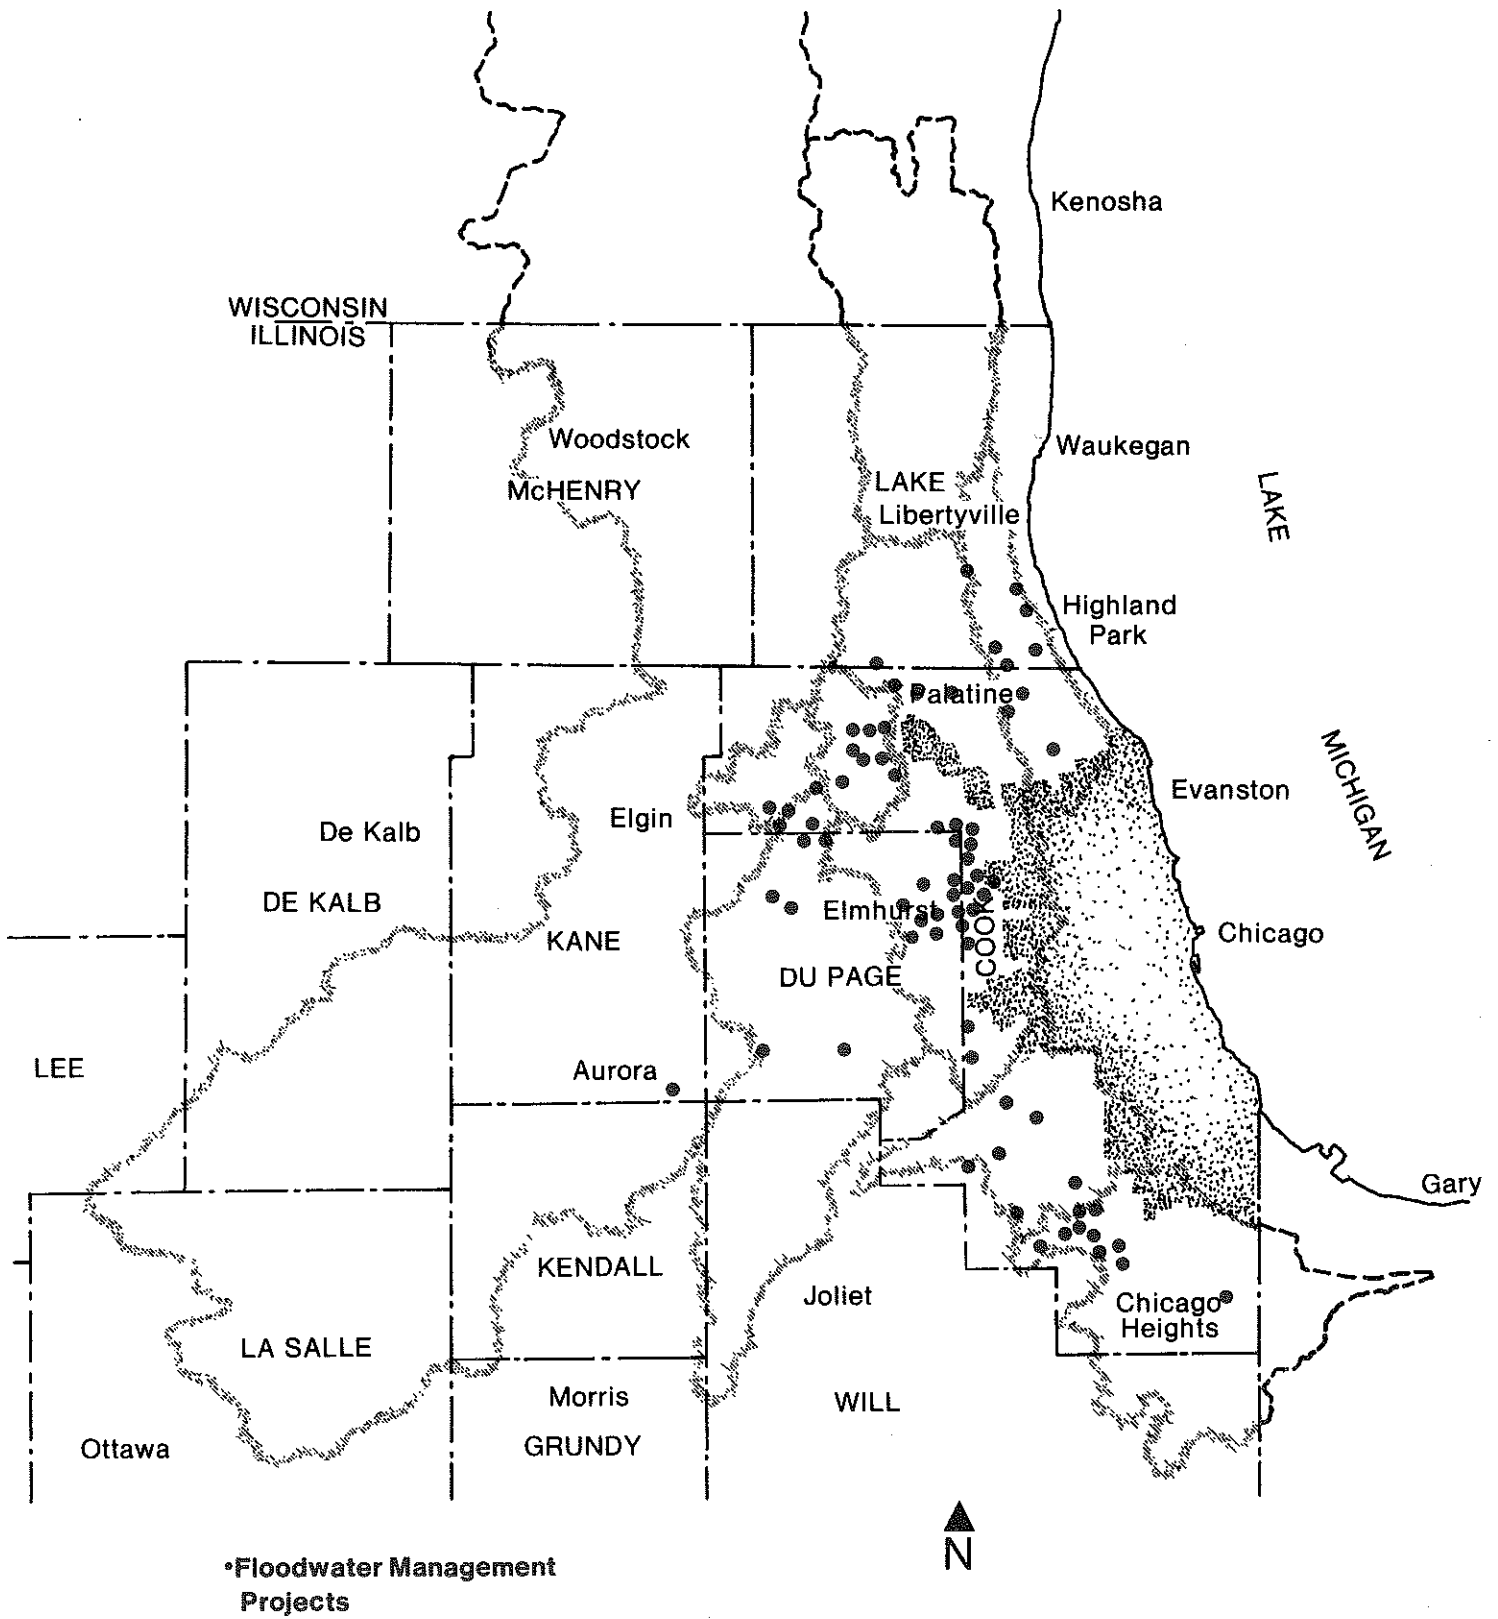 Kenosha
WISCONSIN
ILLINOIS
Woodstock
Waukegan
McHENRY
LAKE
Libertyville
LAKE
Highland
Park
Palatine
MICHIGAN
Evanston
Elgin
De Kalb
DE KALB
Elmhurst
COOK
Chicago
KANE
DU PAGE
LEE
Aurora
Gary
KENDALL
Joliet
Chicago
Heights
LA SALLE
Morris
WILL
GRUNDY
Ottawa
N
•Floodwater Management
Projects